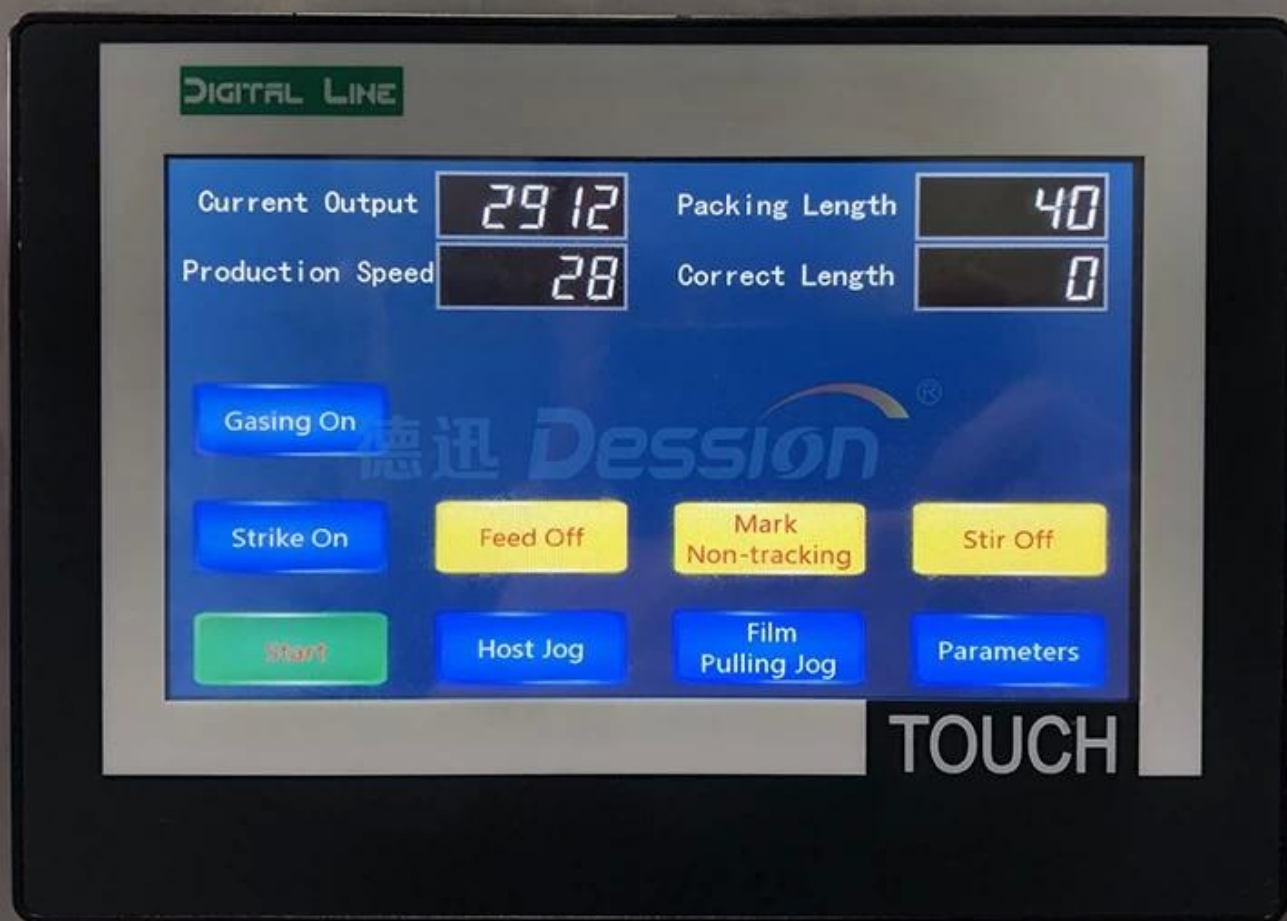 DIGITAL LINE
Current Output 2912 Packing Length 40
Production Speed 28 Correct Length 0
Gasing On
德迅 Dession ®
Strike On Feed Off Mark Non-tracking Stir Off
Start Host Jog Film Pulling Jog Parameters
TOUCH